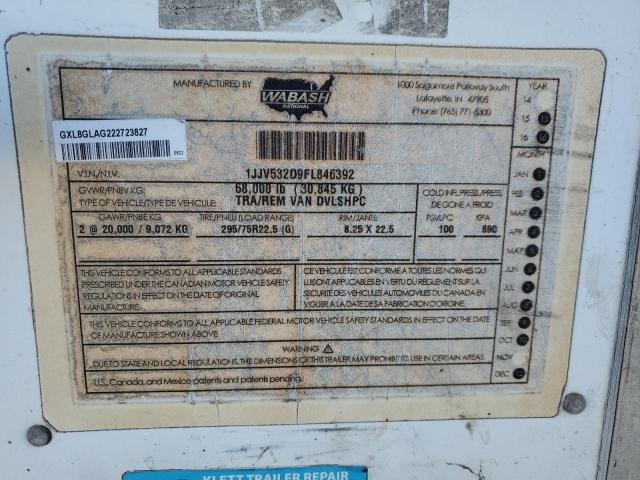 MANUFACTURED BY
WABASH
NATIONAL
1000 Sagamore Parkway South
Lafayette, IN 47905
Phone: (765) 771-5300
YEAR
14
15
16
GXL8GLAG222723827
0822
V.I.N./N.I.V.
1JJV532D9FL846392
GVWR/PNBV KG:
68,000 lb (30,845 KG)
TYPE OF VEHICLE/TYPE DE VEHICULE:
TRA/REM VAN DVLSHPC
COLD INFL.PRESS./PRESS.
DE GONE A FROID
PSI/LPC
KPA
100
690
GAWR/PNBE KG
TIRE/PNEU (LOAD RANGE)
RIM/JANTE
2 @ 20,000 / 9,072 KG
295/75R22.5 (G)
8.25 X 22.5
MONTH
JAN
FEB
MAR
APR
MAY
JUN
JUL
AUG
SEP
OCT
NOV
DEC
THIS VEHICLE CONFORMS TO ALL APPLICABLE STANDARDS
PRESCRIBED UNDER THE CANADIAN MOTOR VEHICLE SAFETY
REGULATIONS IN EFFECT ON THE DATE OF ORIGINAL
MANUFACTURE.
CE VEHICULE EST CONFORME A TOUTES LES NORMES QUI
LUI SONT APPLICABLES EN VERTU DU REGLEMENT SUR LA
SECURITE DES VEHICULES AUTOMOBILES DU CANADA EN
VIGUER A LA DATE DE SA FABRICATION D'ORIGINE.
THIS VEHICLE CONFORMS TO ALL APPLICABLE FEDERAL MOTOR VEHICLE SAFETY STANDARDS IN EFFECT ON THE DATE
OF MANUFACTURE SHOWN ABOVE
WARNING
DUE TO STATE AND LOCAL REGULATIONS, THE DIMENSIONS OF THIS TRAILER MAY PROHIBIT ITS USE IN CERTAIN AREAS.
U.S., Canada, and Mexico patents and patents pending.
KLETT TRAILER REPAIR